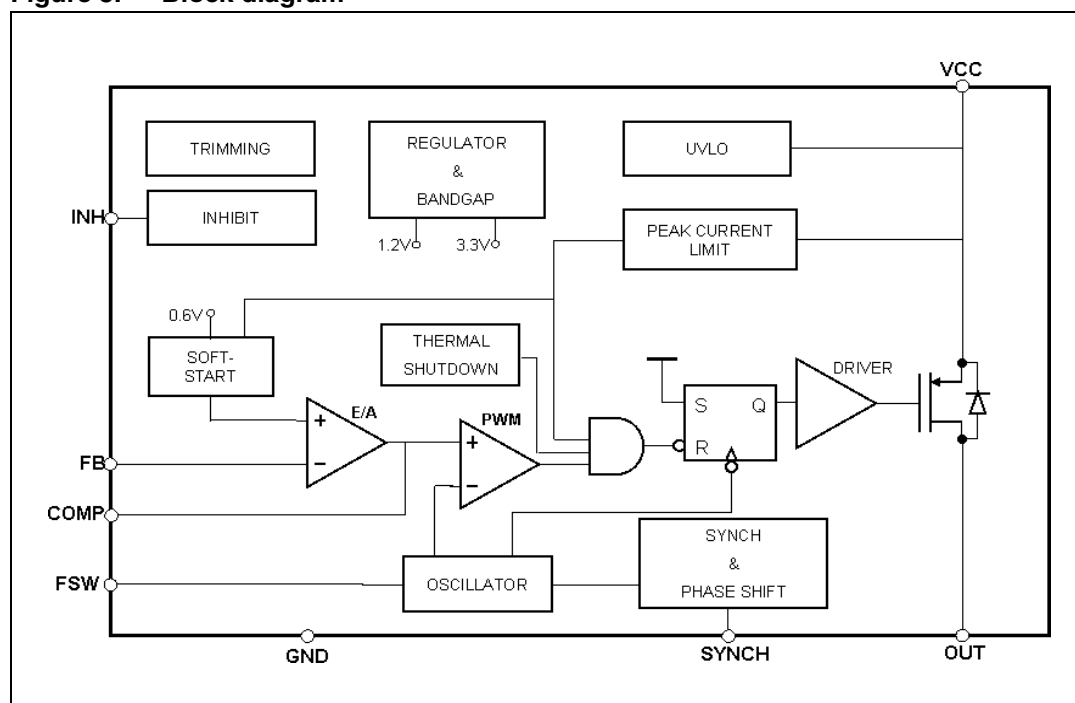 Figure 3. Block diagram
VCC
TRIMMING
REGULATOR
&
BANDGAP
UVLO
INH
INHIBIT
1.2V
3.3V
PEAK CURRENT
LIMIT
0.6V
SOFT-
START
THERMAL
SHUTDOWN
DRIVER
E/A
+
-
PWM
+
-
S
Q
R
FB
COMP
FSW
OSCILLATOR
SYNCH
&
PHASE SHIFT
GND
SYNCH
OUT